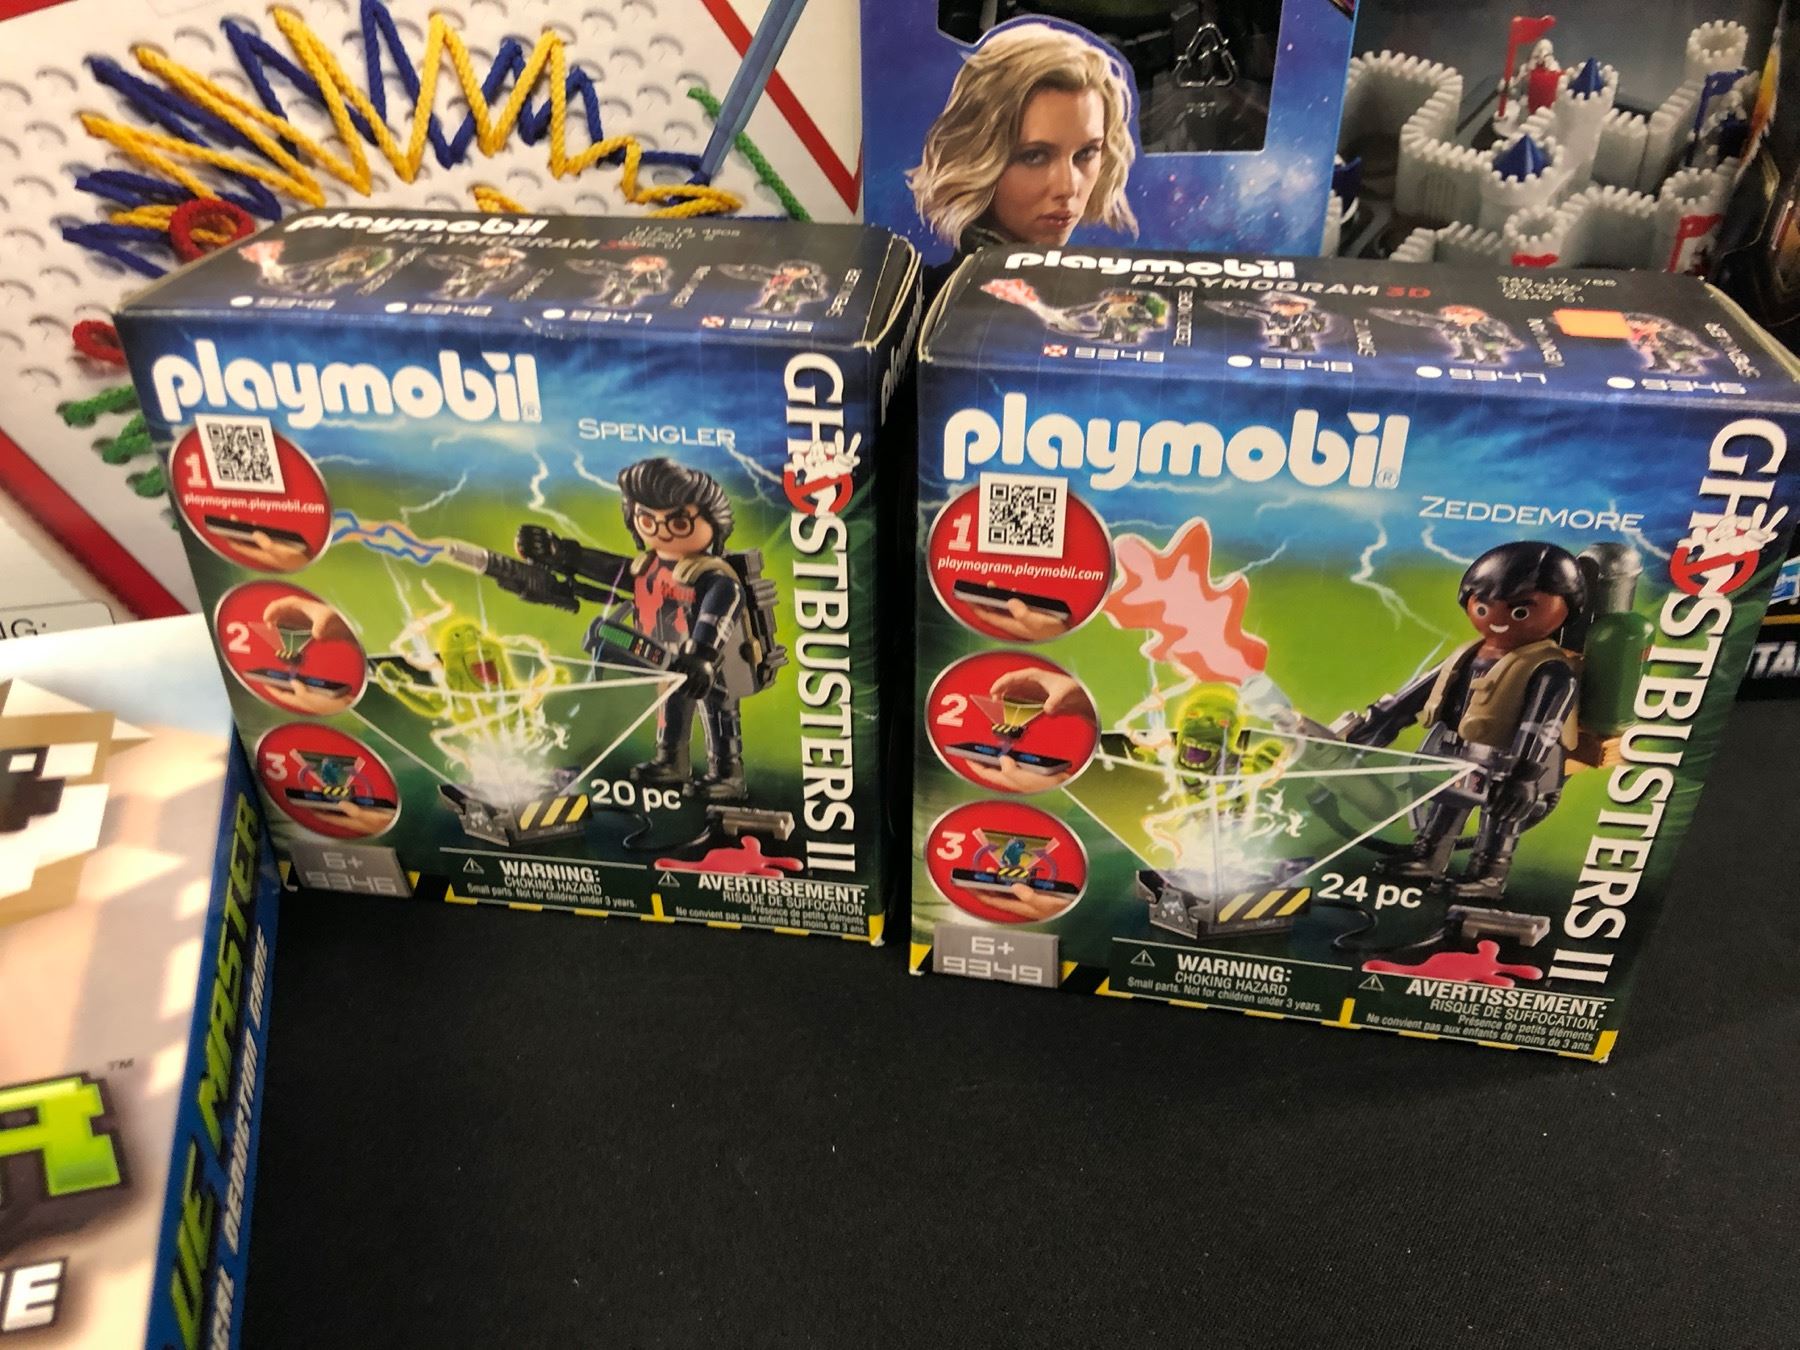 playmobil
PLAYMOGRAM 3D
9349
9348
9347
9346
playmobil
SPENGLER
GHOSTBUSTERS II
1
playmogram.playmobil.com
2
3
20 pc
6+
9346
WARNING:
CHOKING HAZARD
Small parts. Not for children under 3 years.
AVERTISSEMENT:
RISQUE DE SUFFOCATION.
Présence de petits éléments.
Ne convient pas aux enfants de moins de 3 ans.
playmobil
PLAYMOGRAM 3D
9349
9348
9347
9346
playmobil
ZEDDEMORE
GHOSTBUSTERS II
1
playmogram.playmobil.com
2
3
24 pc
6+
9349
WARNING:
CHOKING HAZARD
Small parts. Not for children under 3 years.
AVERTISSEMENT:
RISQUE DE SUFFOCATION.
Présence de petits éléments.
Ne convient pas aux enfants de moins de 3 ans.
TM